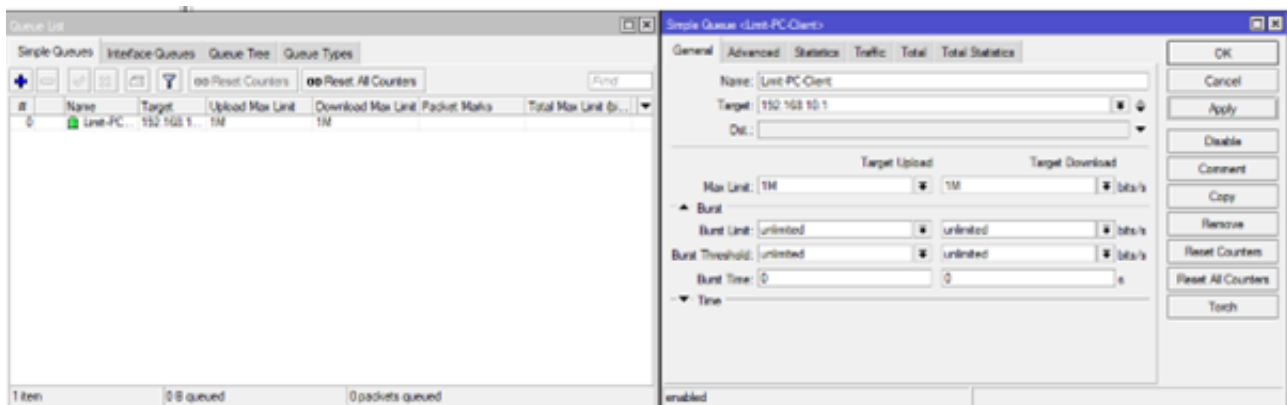 Queue List
Simple Queues Interface Queues Queue Tree Queue Types
Reset Counters 00 Reset All Counters Find
# Name Target Upload Max Limit Download Max Limit Packet Marks Total Max Limit (bi...
0 Limit-PC... 192.168.1... 1M 1M
1 item 0 B queued 0 packets queued
Simple Queue <Limit-PC-Client>
General Advanced Statistics Traffic Total Total Statistics
Name: Limit-PC-Client
Target: 192.168.10.1
Dst.:
Target Upload Target Download
Max Limit: 1M 1M bits/s
Burst
Burst Limit: unlimited unlimited bits/s
Burst Threshold: unlimited unlimited bits/s
Burst Time: 0 0 s
Time
enabled
OK
Cancel
Apply
Disable
Comment
Copy
Remove
Reset Counters
Reset All Counters
Torch